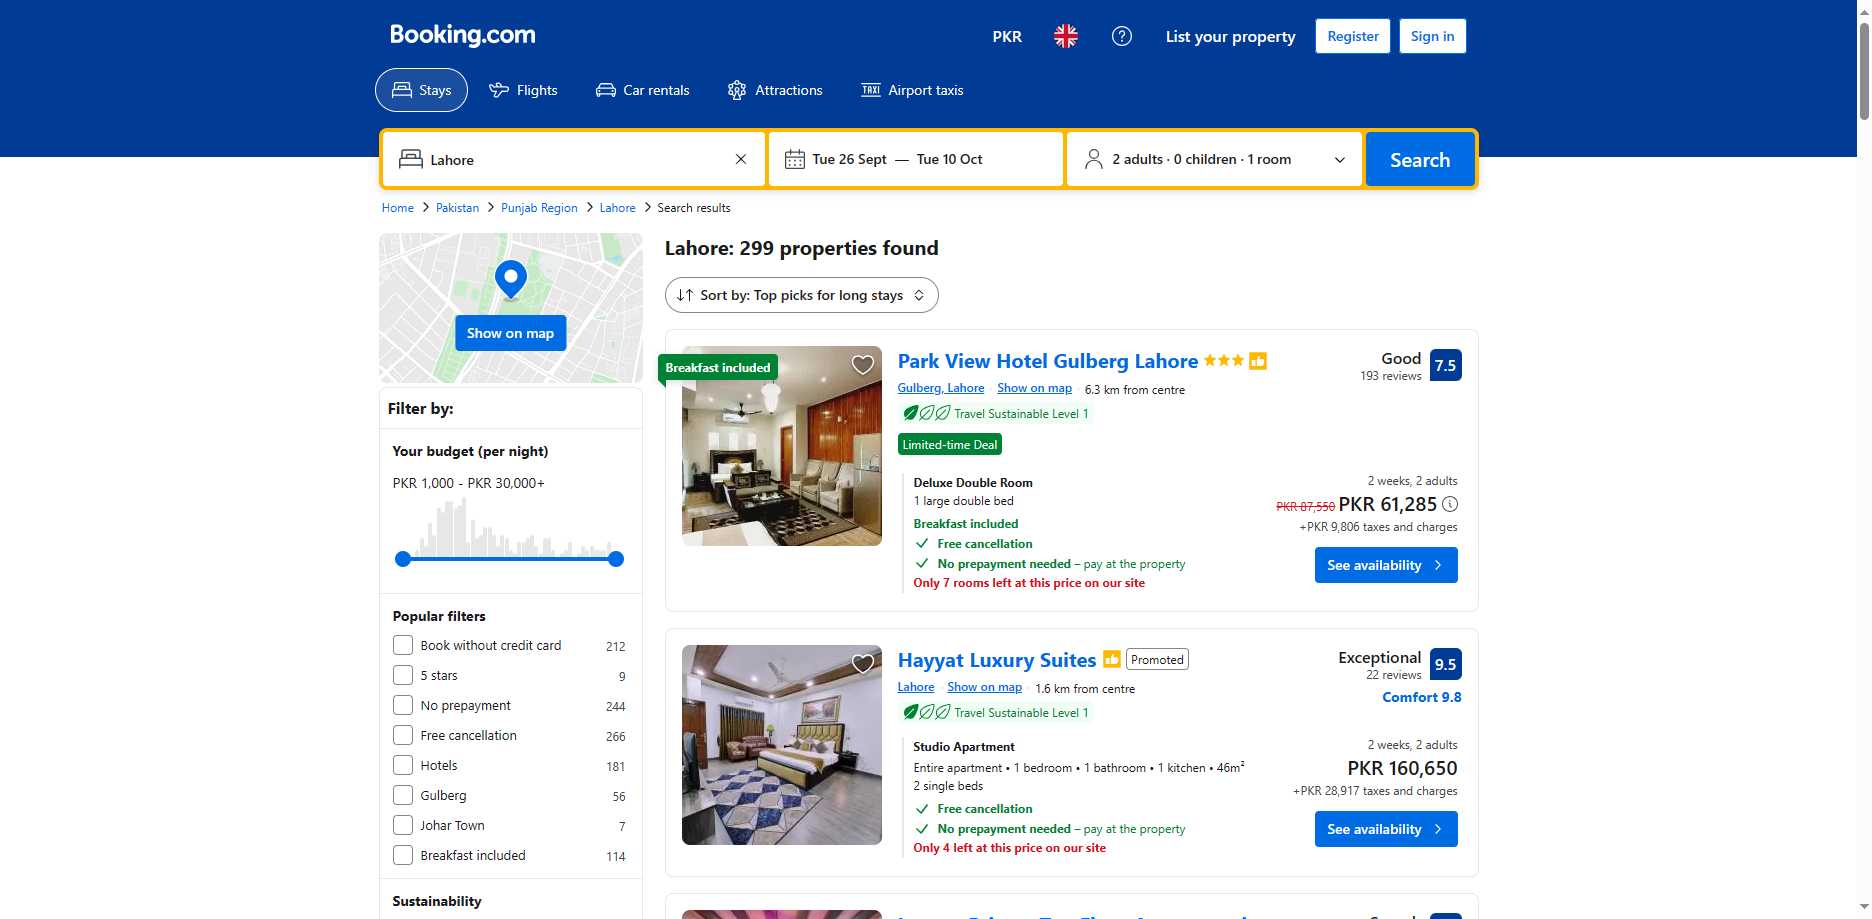 Booking.com
PKR
List your property
Register
Sign in
Stays
Flights
Car rentals
Attractions
TAXI
Airport taxis
Lahore
Tue 26 Sept — Tue 10 Oct
2 adults · 0 children · 1 room
Search
Home > Pakistan > Punjab Region > Lahore > Search results
Show on map
Filter by:
Your budget (per night)
PKR 1,000 - PKR 30,000+
Popular filters
Book without credit card 212
5 stars 9
No prepayment 244
Free cancellation 266
Hotels 181
Gulberg 56
Johar Town 7
Breakfast included 114
Sustainability
Lahore: 299 properties found
Sort by: Top picks for long stays
Breakfast included
Park View Hotel Gulberg Lahore
Good
193 reviews
7.5
Gulberg, Lahore Show on map 6.3 km from centre
Travel Sustainable Level 1
Limited-time Deal
Deluxe Double Room
1 large double bed
Breakfast included
Free cancellation
No prepayment needed – pay at the property
Only 7 rooms left at this price on our site
2 weeks, 2 adults
PKR 87,550 PKR 61,285
+PKR 9,806 taxes and charges
See availability
Hayyat Luxury Suites Promoted
Exceptional
22 reviews
9.5
Comfort 9.8
Lahore Show on map 1.6 km from centre
Travel Sustainable Level 1
Studio Apartment
Entire apartment • 1 bedroom • 1 bathroom • 1 kitchen • 46m²
2 single beds
Free cancellation
No prepayment needed – pay at the property
Only 4 left at this price on our site
2 weeks, 2 adults
PKR 160,650
+PKR 28,917 taxes and charges
See availability